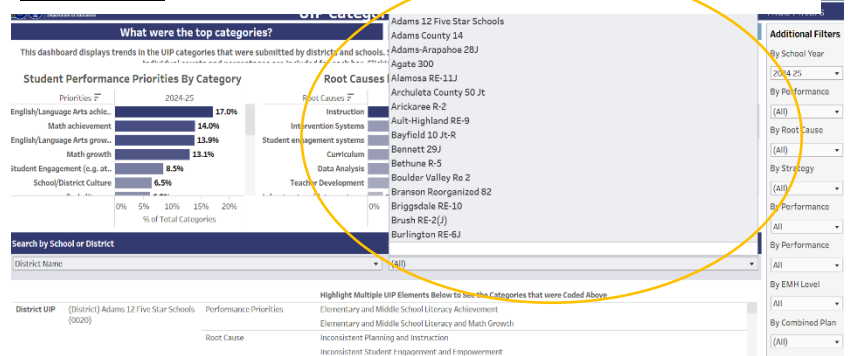 Department of Education
UIP Categor
What were the top categories?
This dashboard displays trends in the UIP categories that were submitted by districts and schools.
Student Performance Priorities By Category
Priorities
2024-25
English/Language Arts achie..
17.0%
Math achievement
14.0%
English/Language Arts grow..
13.9%
Math growth
13.1%
Student Engagement (e.g. at..
8.5%
School/District Culture
6.5%
0% 5% 10% 15% 20%
% of Total Categories
Root Causes
Root Causes
Instruction
Intervention Systems
Student engagement systems
Curriculum
Data Analysis
Teacher Development
0%
Adams 12 Five Star Schools
Adams County 14
Adams-Arapahoe 28J
Agate 300
Alamosa RE-11J
Archuleta County 50 Jt
Arickaree R-2
Ault-Highland RE-9
Bayfield 10 Jt-R
Bennett 29J
Bethune R-5
Boulder Valley Re 2
Branson Reorganized 82
Briggsdale RE-10
Brush RE-2(J)
Burlington RE-6J
Additional Filters
By School Year
2024-25
By Performance
(All)
By Root Cause
(All)
By Strategy
(All)
By Performance
All
By Performance
All
By EMH Level
All
By Combined Plan
(All)
Search by School or District
District Name
(All)
Highlight Multiple UIP Elements Below to See the Categories that were Coded Above
District UIP
(District) Adams 12 Five Star Schools
(0020)
Performance Priorities
Elementary and Middle School Literacy Achievement
Elementary and Middle School Literacy and Math Growth
Root Cause
Inconsistent Planning and Instruction
Inconsistent Student Engagement and Empowerment